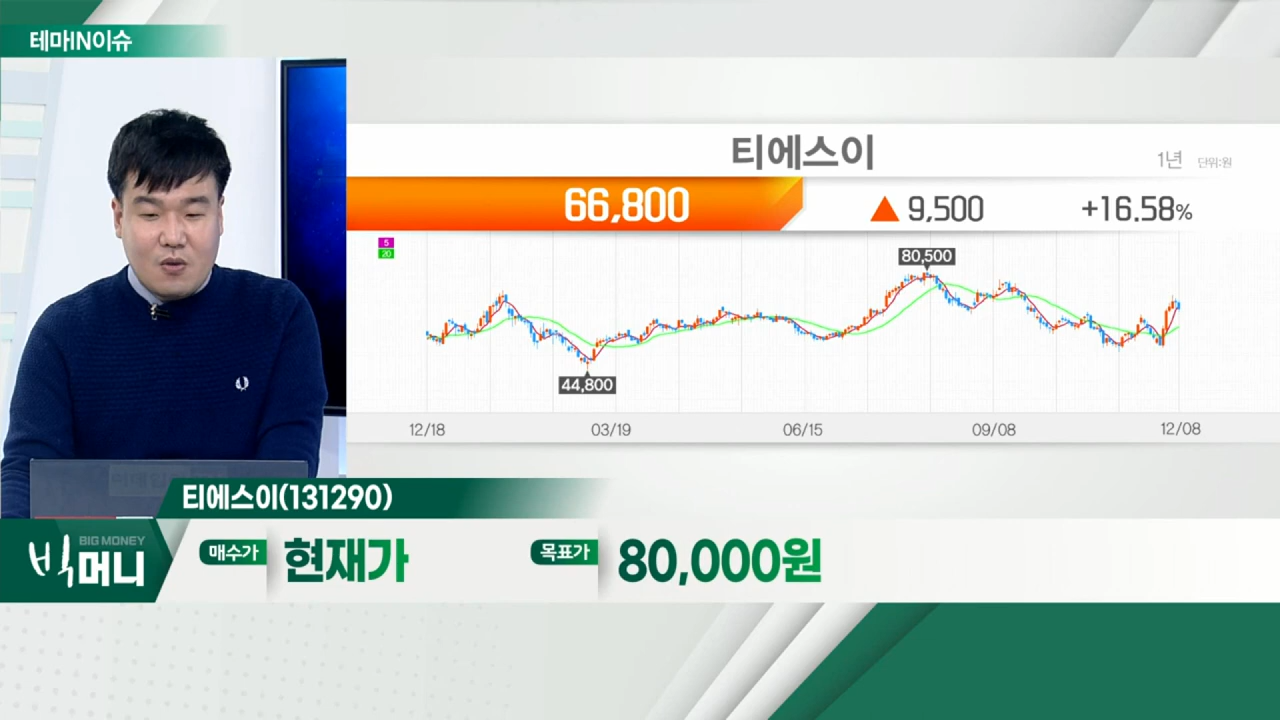 테마IN이슈
티에스이
1년 단위:원
66,800 ▲ 9,500 +16.58%
5
20
80,500
44,800
12/18 03/19 06/15 09/08 12/08
티에스이(131290)
BIG MONEY
빅머니
매수가 현재가 목표가 80,000원